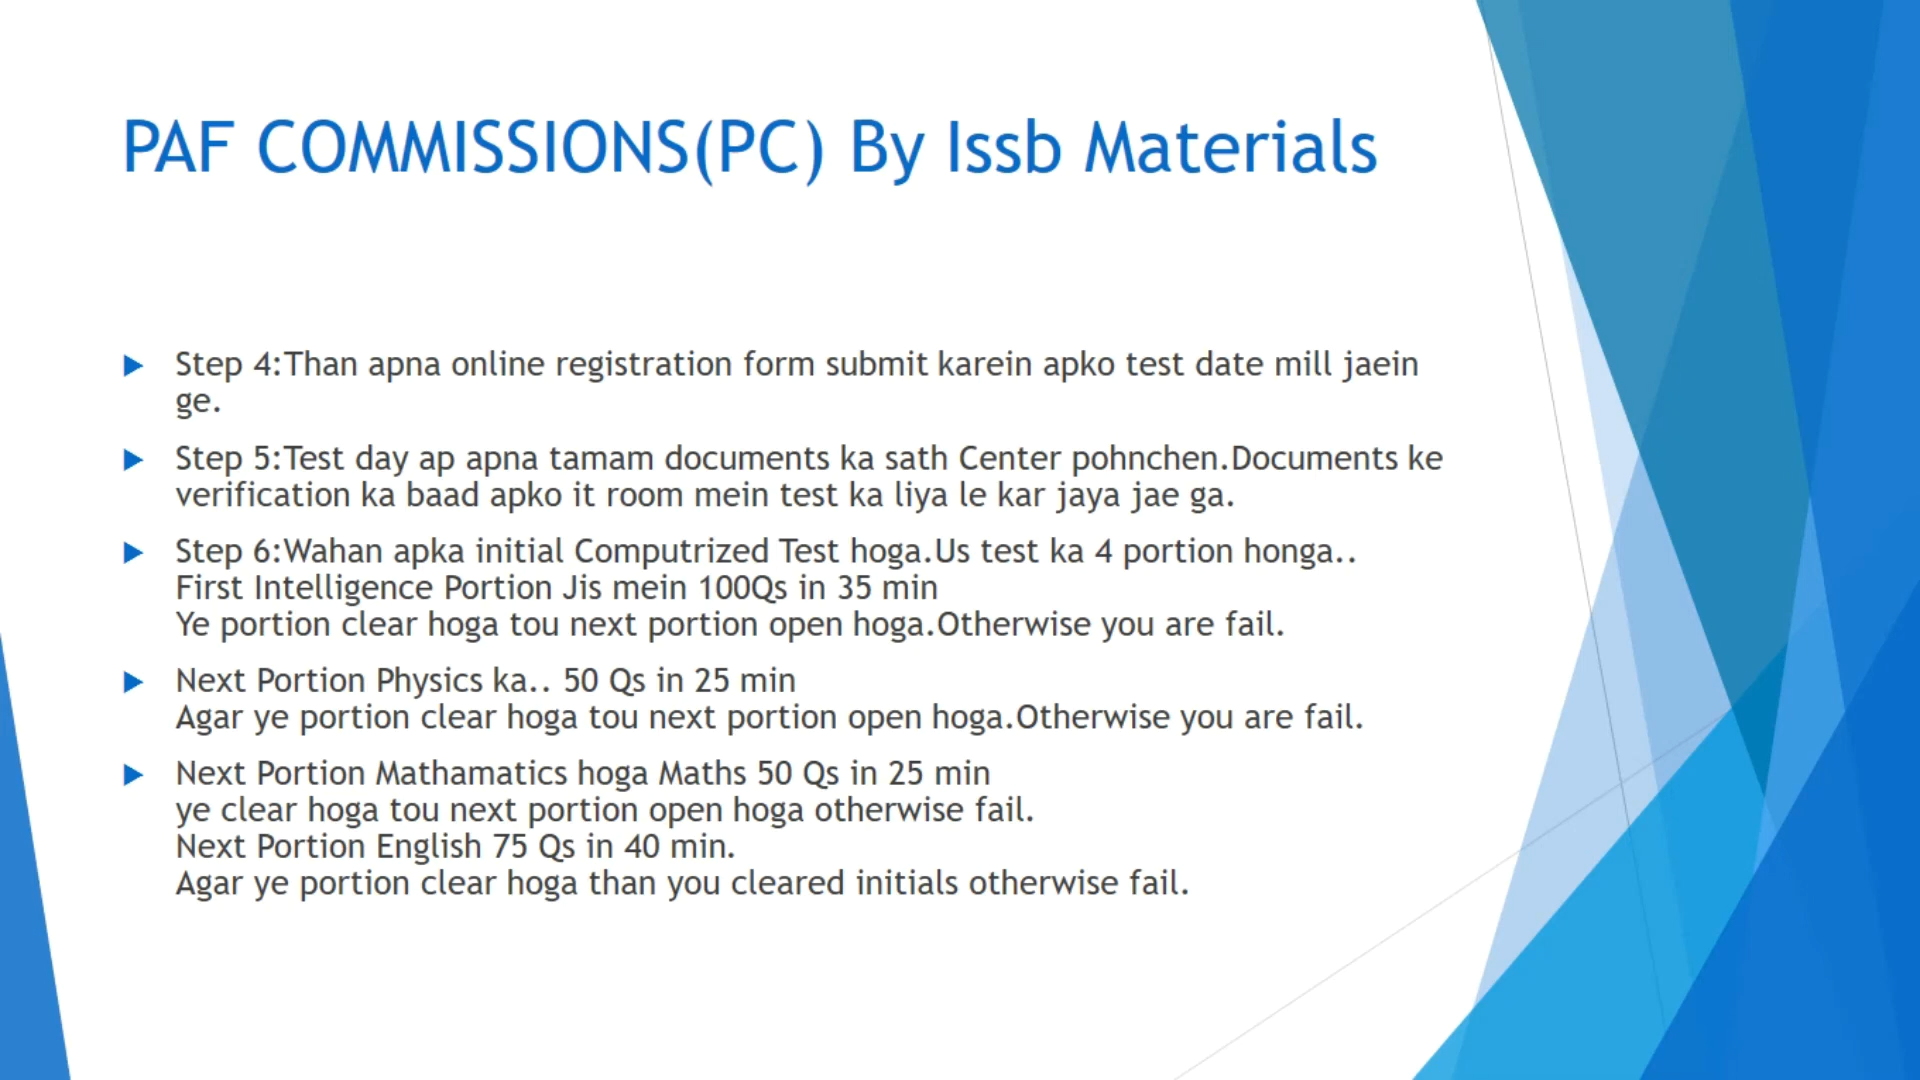 PAF COMMISSIONS(PC) By Issb Materials
Step 4:Than apna online registration form submit karein apko test date mill jaein
ge.
Step 5:Test day ap apna tamam documents ka sath Center pohnchen.Documents ke
verification ka baad apko it room mein test ka liya le kar jaya jae ga.
Step 6:Wahan apka initial Computrized Test hoga.Us test ka 4 portion honga..
First Intelligence Portion Jis mein 100Qs in 35 min
Ye portion clear hoga tou next portion open hoga.Otherwise you are fail.
Next Portion Physics ka.. 50 Qs in 25 min
Agar ye portion clear hoga tou next portion open hoga.Otherwise you are fail.
Next Portion Mathamatics hoga Maths 50 Qs in 25 min
ye clear hoga tou next portion open hoga otherwise fail.
Next Portion English 75 Qs in 40 min.
Agar ye portion clear hoga than you cleared initials otherwise fail.